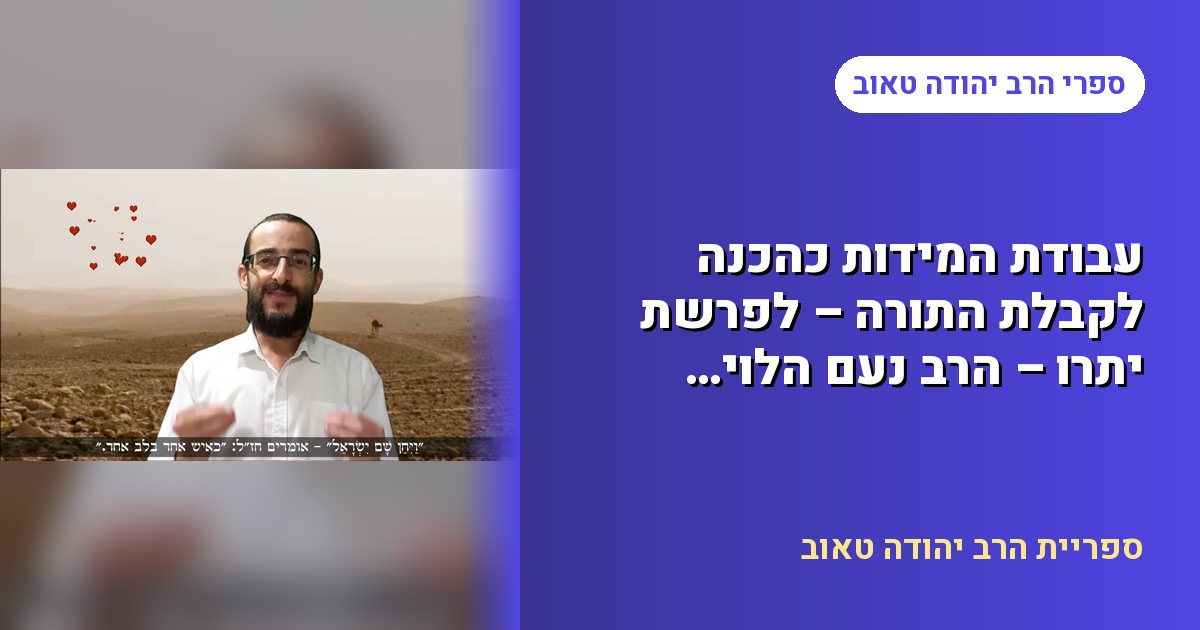 ספרי הרב יהודה טאוב
עבודת המידות כהכנה
לקבלת התורה – לפרשת
יתרו – הרב נעם הלוי...
"וַיִּחַן שָׁם יִשְׂרָאֵל" – אומרים חז"ל: "כאיש אחד בלב אחד."
ספריית הרב יהודה טאוב